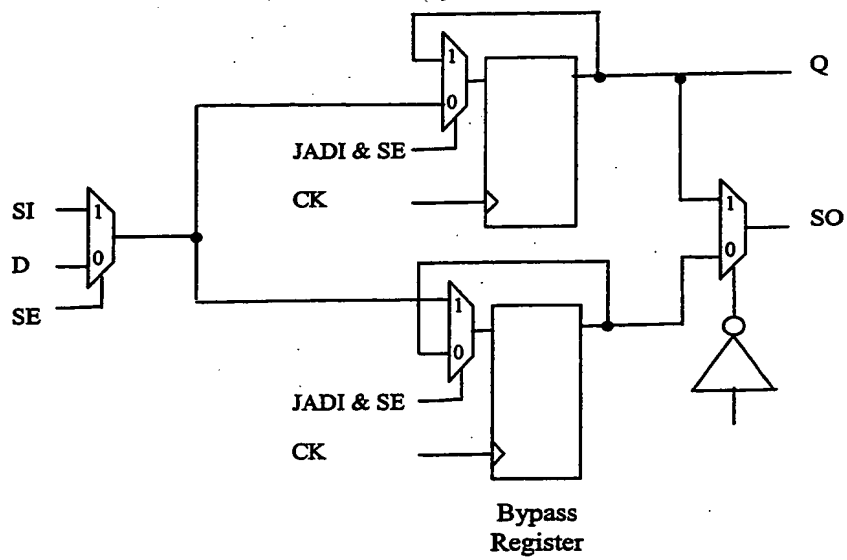 1
Q
0
JADI & SE
CK
SI
1
1
SO
D
0
0
SE
1
0
JADI & SE
CK
Bypass
Register